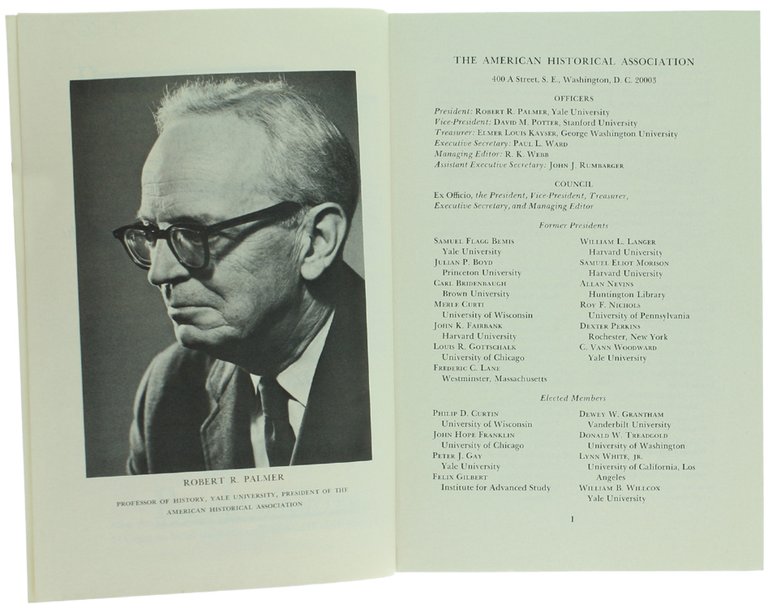 ROBERT R. PALMER
PROFESSOR OF HISTORY, YALE UNIVERSITY, PRESIDENT OF THE
AMERICAN HISTORICAL ASSOCIATION
THE AMERICAN HISTORICAL ASSOCIATION
400 A Street, S. E., Washington, D. C. 20003
OFFICERS
President: ROBERT R. PALMER, Yale University
Vice-President: DAVID M. POTTER, Stanford University
Treasurer: ELMER LOUIS KAYSER, George Washington University
Executive Secretary: PAUL L. WARD
Managing Editor: R. K. WEBB
Assistant Executive Secretary: JOHN J. RUMBARGER
COUNCIL
Ex Officio, the President, Vice-President, Treasurer,
Executive Secretary, and Managing Editor
Former Presidents
SAMUEL FLAGG BEMIS
Yale University
JULIAN P. BOYD
Princeton University
CARL BRIDENBAUGH
Brown University
MERLE CURTI
University of Wisconsin
JOHN K. FAIRBANK
Harvard University
LOUIS R. GOTTSCHALK
University of Chicago
FREDERIC C. LANE
Westminster, Massachusetts
WILLIAM L. LANGER
Harvard University
SAMUEL ELIOT MORISON
Harvard University
ALLAN NEVINS
Huntington Library
ROY F. NICHOLS
University of Pennsylvania
DEXTER PERKINS
Rochester, New York
C. VANN WOODWARD
Yale University
Elected Members
PHILIP D. CURTIN
University of Wisconsin
JOHN HOPE FRANKLIN
University of Chicago
PETER J. GAY
Yale University
FELIX GILBERT
Institute for Advanced Study
DEWEY W. GRANTHAM
Vanderbilt University
DONALD W. TREADGOLD
University of Washington
LYNN WHITE, JR.
University of California, Los
Angeles
WILLIAM B. WILLCOX
Yale University
1